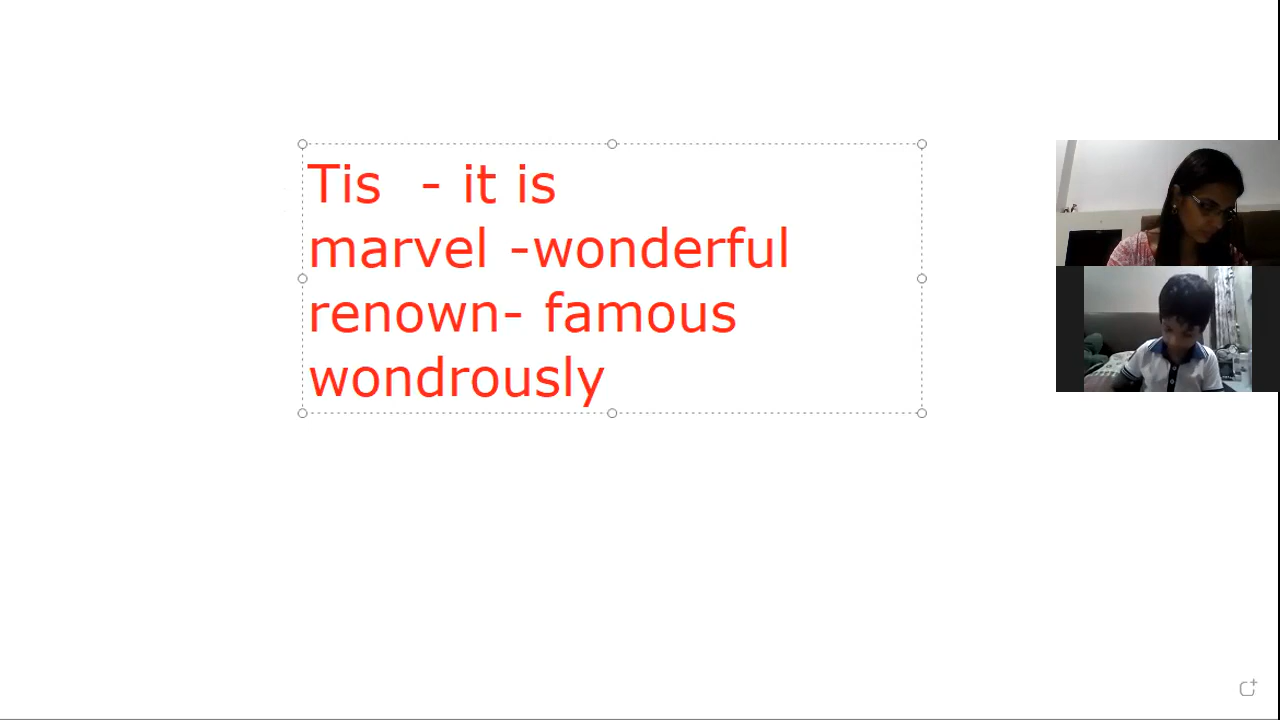 Tis - it is
marvel -wonderful
renown- famous
wondrously